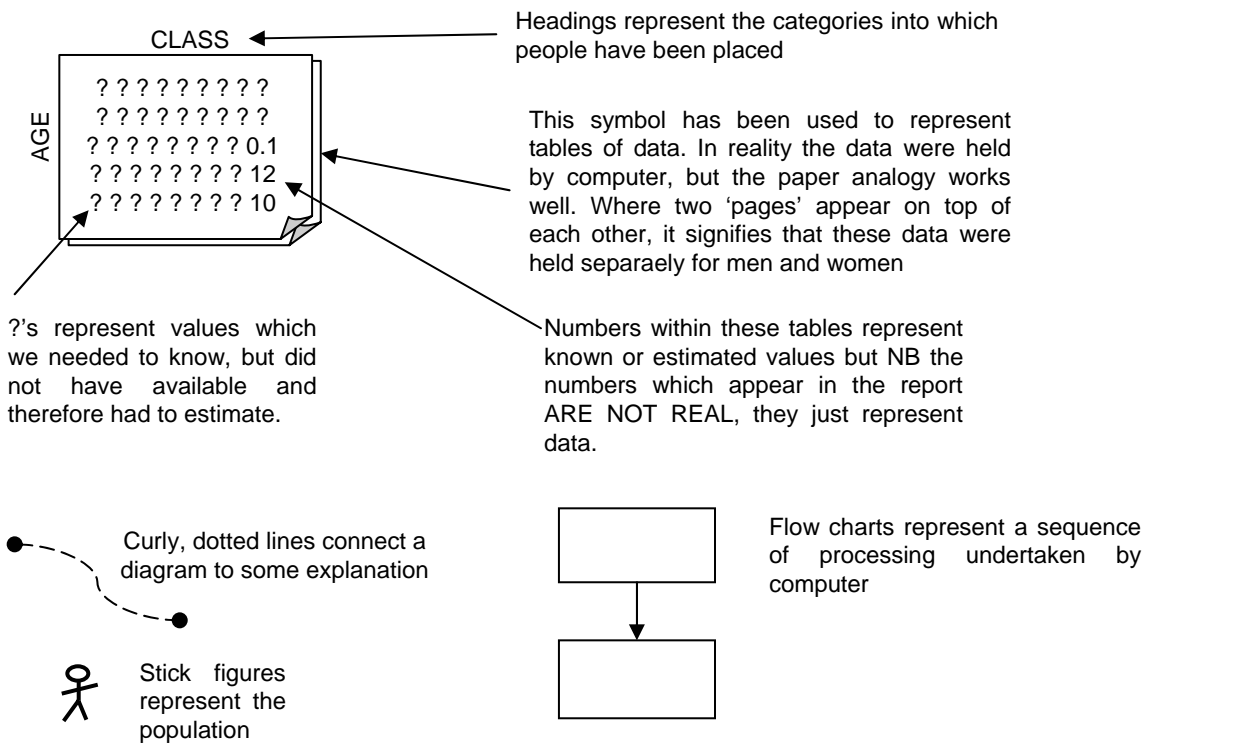 Headings represent the categories into which
people have been placed
CLASS
AGE
? ? ? ? ? ? ? ? ?
? ? ? ? ? ? ? ? ?
? ? ? ? ? ? ? ? 0.1
? ? ? ? ? ? ? ? 12
? ? ? ? ? ? ? ? 10
This symbol has been used to represent
tables of data. In reality the data were held
by computer, but the paper analogy works
well. Where two ‘pages’ appear on top of
each other, it signifies that these data were
held separaely for men and women
?'s represent values which
we needed to know, but did
not have available and
therefore had to estimate.
Numbers within these tables represent
known or estimated values but NB the
numbers which appear in the report
ARE NOT REAL, they just represent
data.
Curly, dotted lines connect a
diagram to some explanation
Flow charts represent a sequence
of processing undertaken by
computer
Stick figures
represent the
population